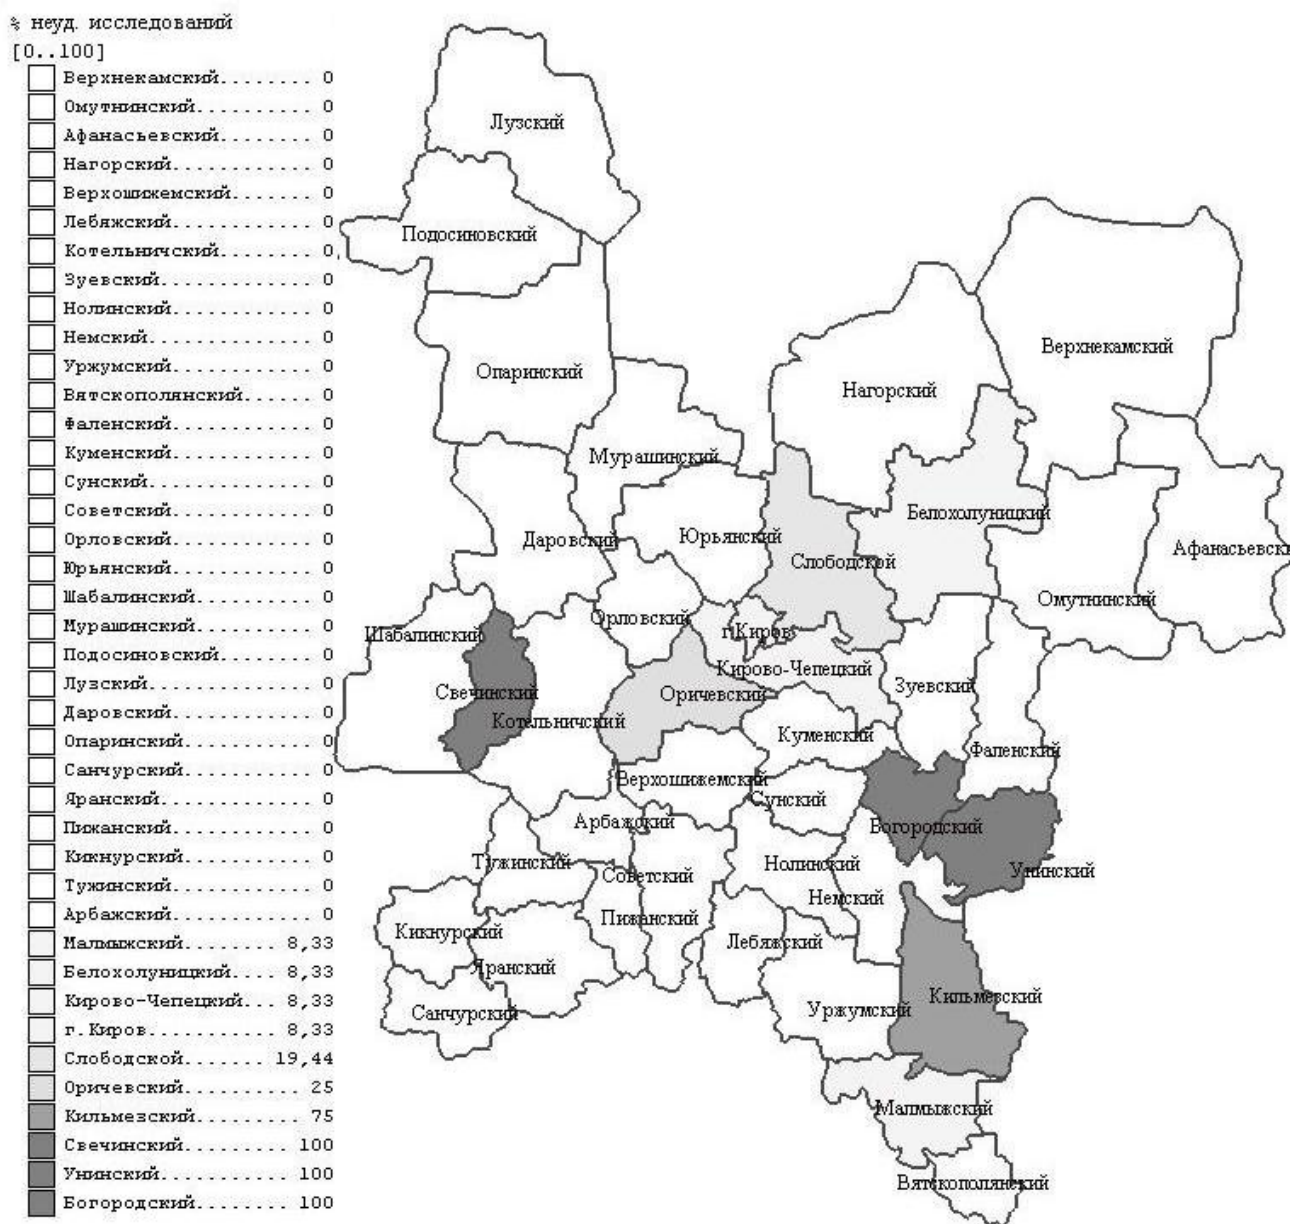 % неуд. исследований
[0..100]
Верхнекамский........ 0
Омутнинский.......... 0
Афанасьевский........ 0
Нагорский............ 0
Верхошижемский....... 0
Лебяжский............ 0
Котельничский........ 0
Зуевский............. 0
Нолинский............ 0
Немский.............. 0
Уржумский............ 0
Вятскополянский...... 0
Фаленский............ 0
Куменский............ 0
Сунский.............. 0
Советский............ 0
Орловский............ 0
Юрьянский............ 0
Шабалинский.......... 0
Мурашинский.......... 0
Подосиновский........ 0
Лузский.............. 0
Даровский............ 0
Опаринский........... 0
Санчурский........... 0
Яранский............. 0
Пижанский............ 0
Кикнурский........... 0
Тужинский............ 0
Арбажский............ 0
Малмыжский........ 8,33
Белохолуницкий.... 8,33
Кирово-Чепецкий... 8,33
г.Киров........... 8,33
Слободской....... 19,44
Оричевский.......... 25
Кильмезский......... 75
Свечинский......... 100
Унинский........... 100
Богородский........ 100
Лузский
Подосиновский
Опаринский
Верхнекамский
Нагорский
Мурашинский
Белохолуницкий
Юрьянский
Даровский
Слободской
Афанасьевск
Омутнинский
Орловский
г.Киров
Шабалинский
Кирово-Чепецкий
Зуевский
Свечинский
Оричевский
Котельничский
Куменский
Фаленский
Верхошижемский
Сунский
Арбажский
Богородский
Тужинский
Советский
Нолинский
Унинский
Немский
Пижанский
Кикнурский
Лебяжский
Яранский
Кильмезский
Санчурский
Уржумский
Малмыжский
Вятскополянский